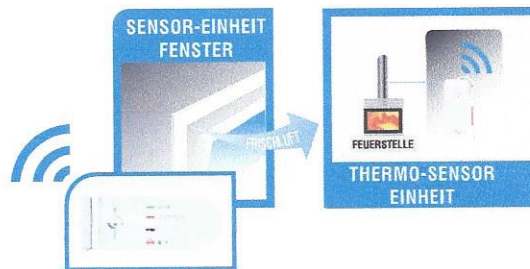 SENSOR-EINHEIT
FENSTER
FRISCHLUFT
FEUERSTELLE
THERMO-SENSOR
EINHEIT